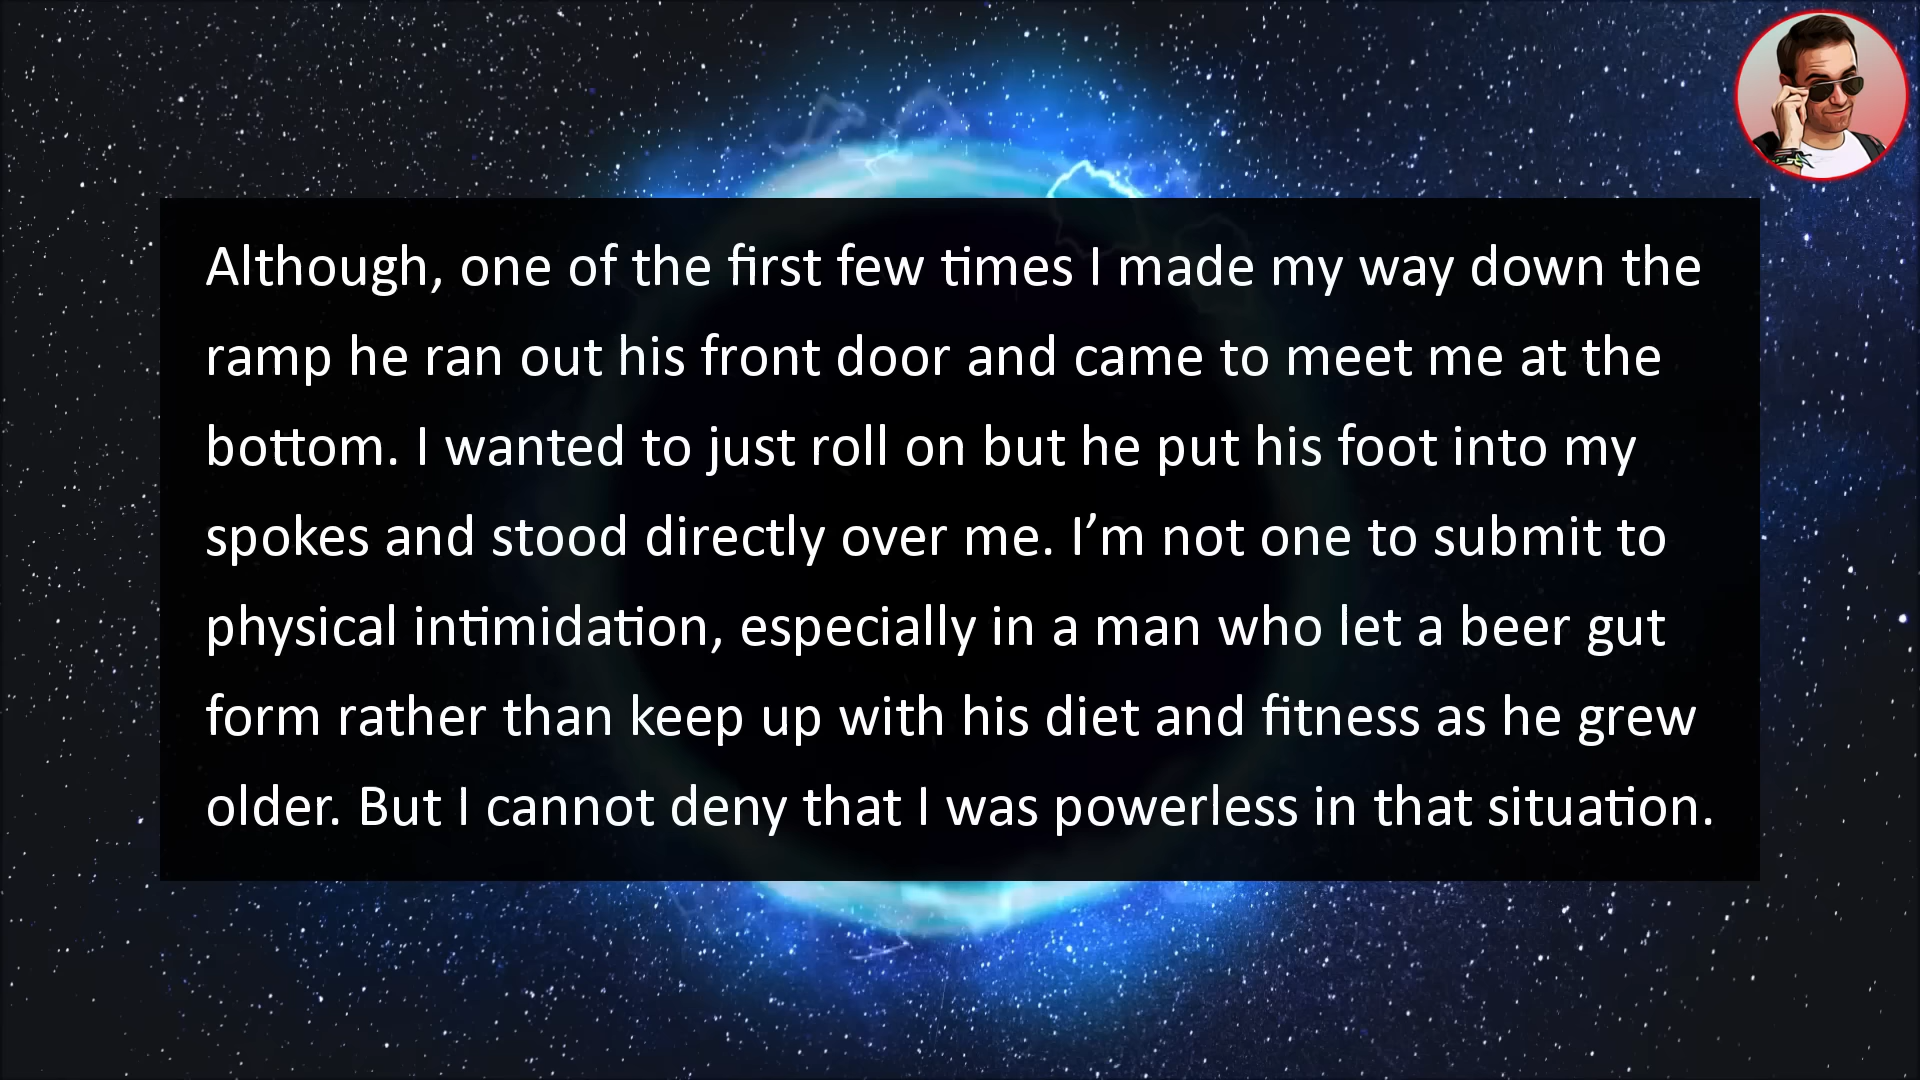 Although, one of the first few times I made my way down the
ramp he ran out his front door and came to meet me at the
bottom. I wanted to just roll on but he put his foot into my
spokes and stood directly over me. I’m not one to submit to
physical intimidation, especially in a man who let a beer gut
form rather than keep up with his diet and fitness as he grew
older. But I cannot deny that I was powerless in that situation.